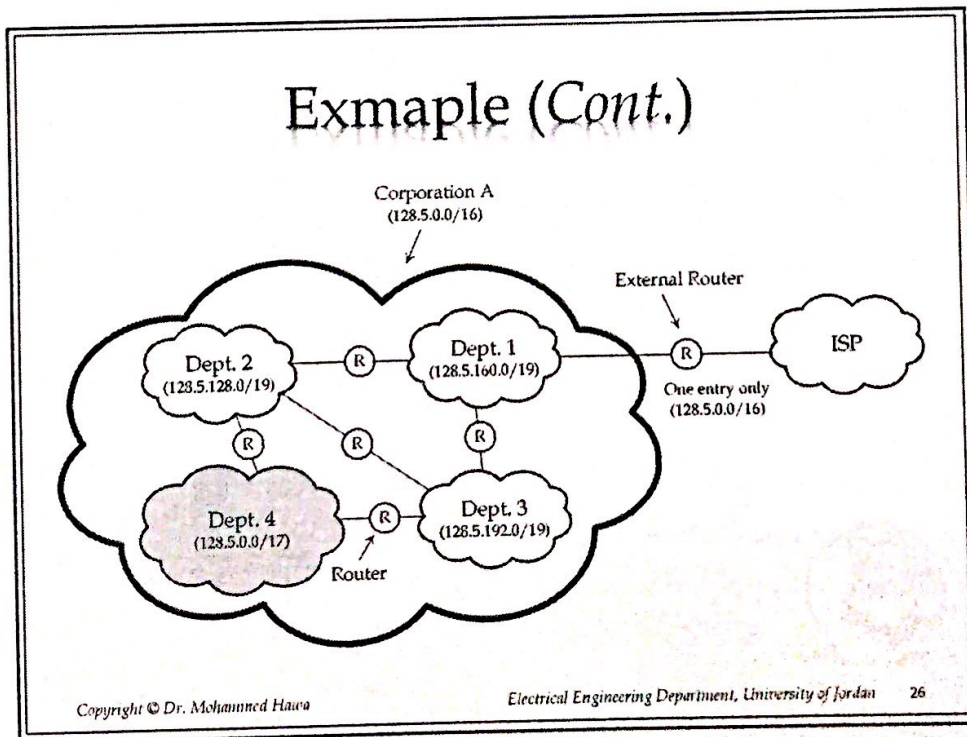 Exmaple (Cont.)
Corporation A
(128.5.0.0/16)
External Router
Dept. 2
(128.5.128.0/19)
R
Dept. 1
(128.5.160.0/19)
R
ISP
One entry only
(128.5.0.0/16)
R
R
R
Dept. 4
(128.5.0.0/17)
R
Dept. 3
(128.5.192.0/19)
Router
Copyright © Dr. Mohammed Hawa
Electrical Engineering Department, University of Jordan
26